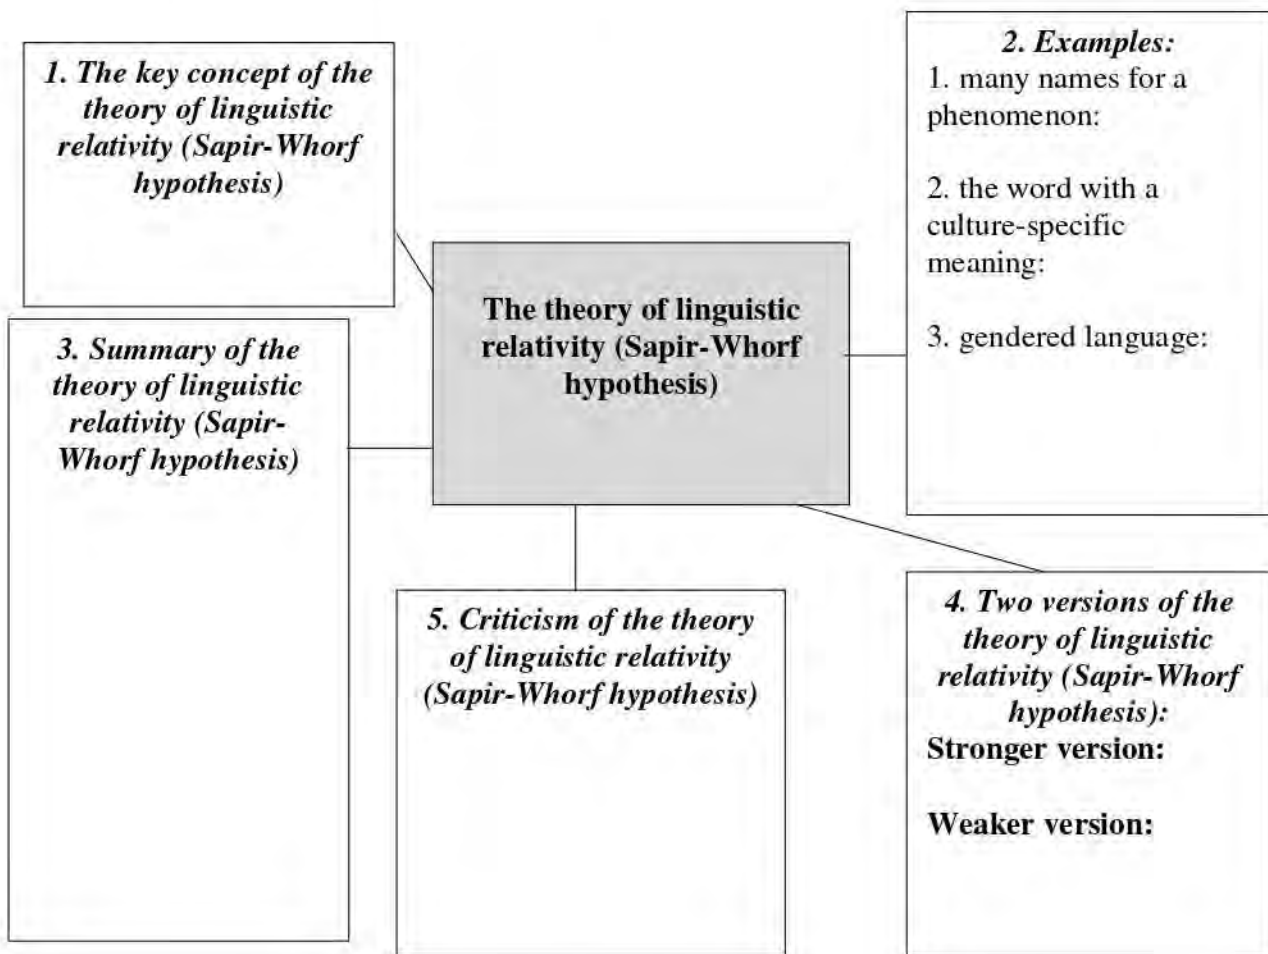 1. The key concept of the
theory of linguistic
relativity (Sapir-Whorf
hypothesis)
2. Examples:
1. many names for a
phenomenon:
2. the word with a
culture-specific
meaning:
3. gendered language:
The theory of linguistic
relativity (Sapir-Whorf
hypothesis)
3. Summary of the
theory of linguistic
relativity (Sapir-
Whorf hypothesis)
4. Two versions of the
theory of linguistic
relativity (Sapir-Whorf
hypothesis):
Stronger version:
Weaker version:
5. Criticism of the theory
of linguistic relativity
(Sapir-Whorf hypothesis)